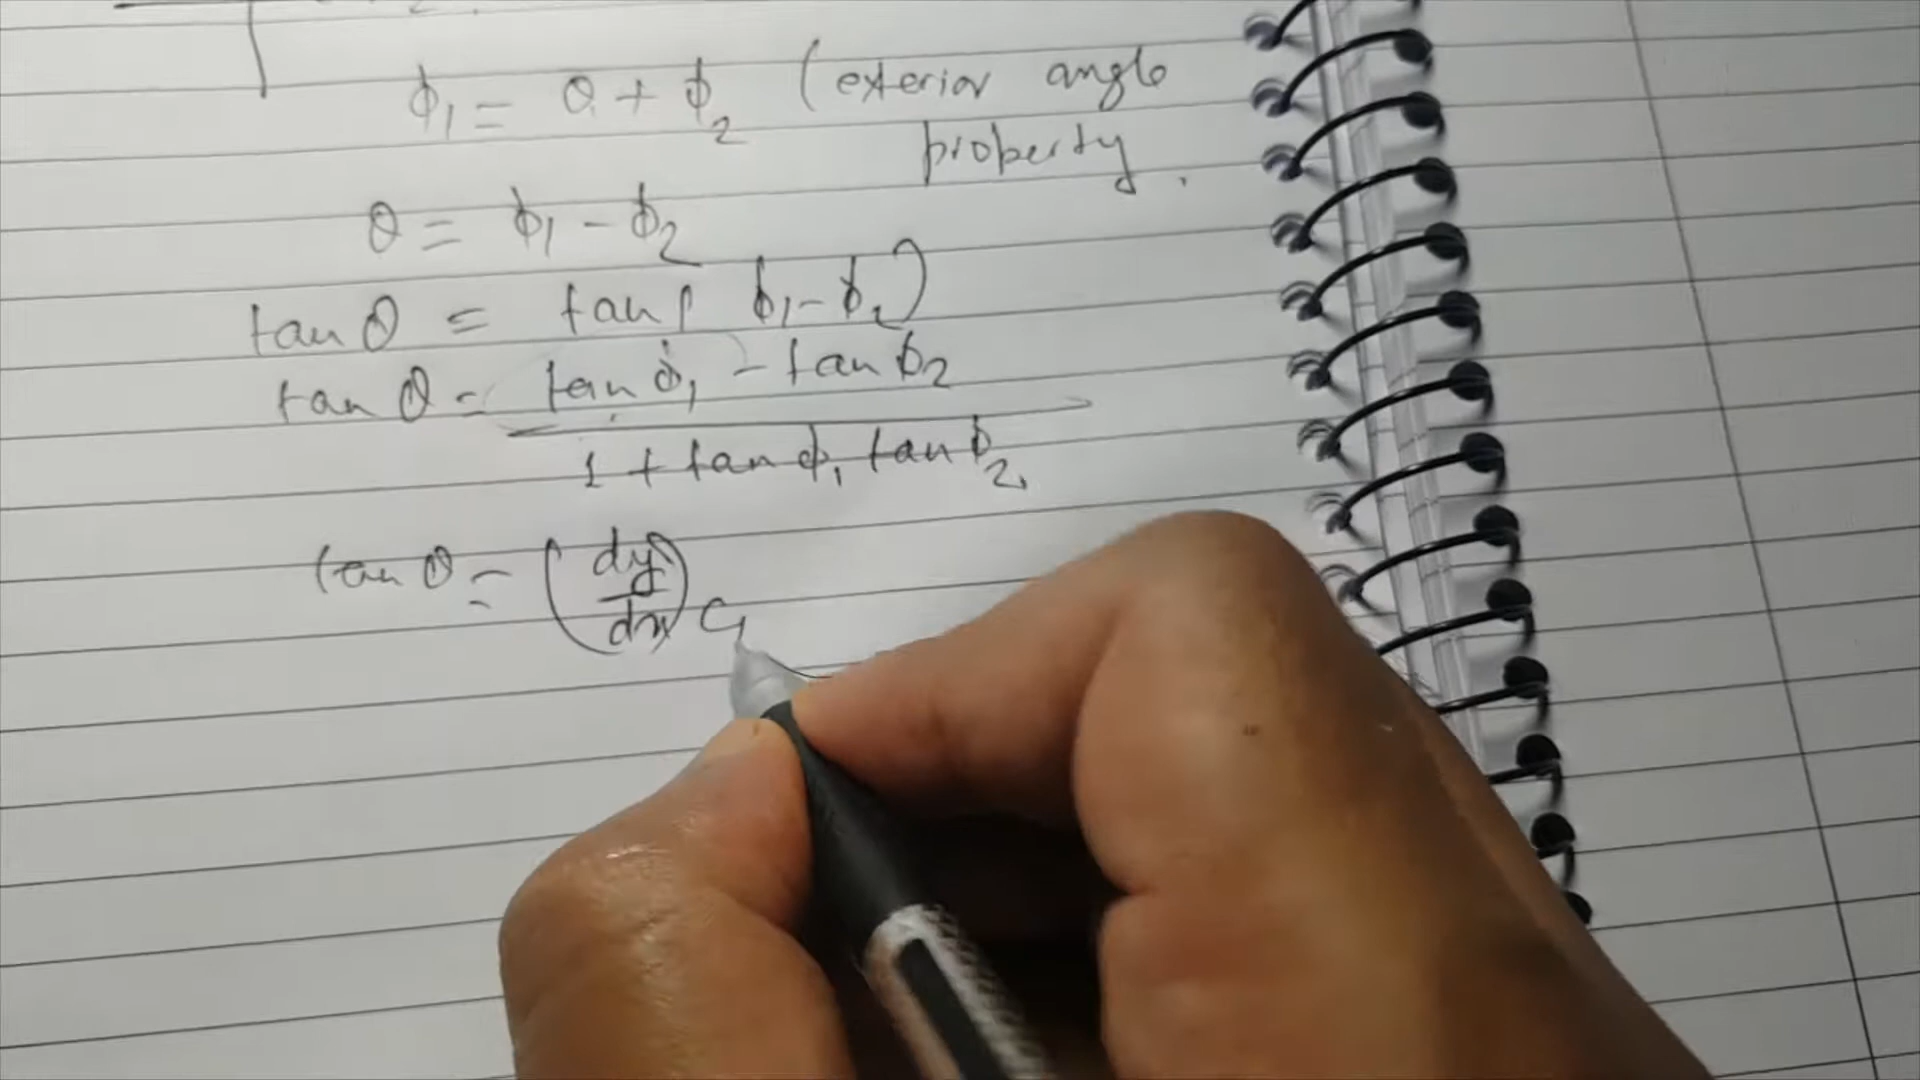 ϕ₁ = θ + ϕ₂ (exterior angle
property.
θ = ϕ₁ - ϕ₂
tan θ = tan( ϕ₁ - ϕ₂)
tan θ = tan ϕ₁ - tan ϕ₂
1 + tan ϕ₁ tan ϕ₂
tan θ = (dy/dx) C₁